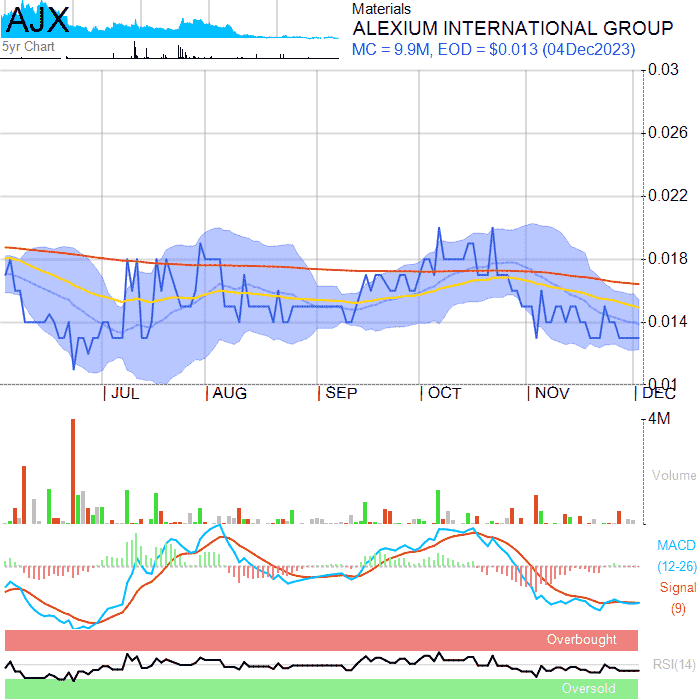 AJX
5yr Chart
Materials
ALEXIUM INTERNATIONAL GROUP
MC = 9.9M, EOD = $0.013 (04Dec2023)
0.03
0.026
0.022
0.018
0.014
0.01
JUL AUG SEP OCT NOV DEC
4M
Volume
MACD
(12-26)
Signal
(9)
Overbought
RSI(14)
Oversold